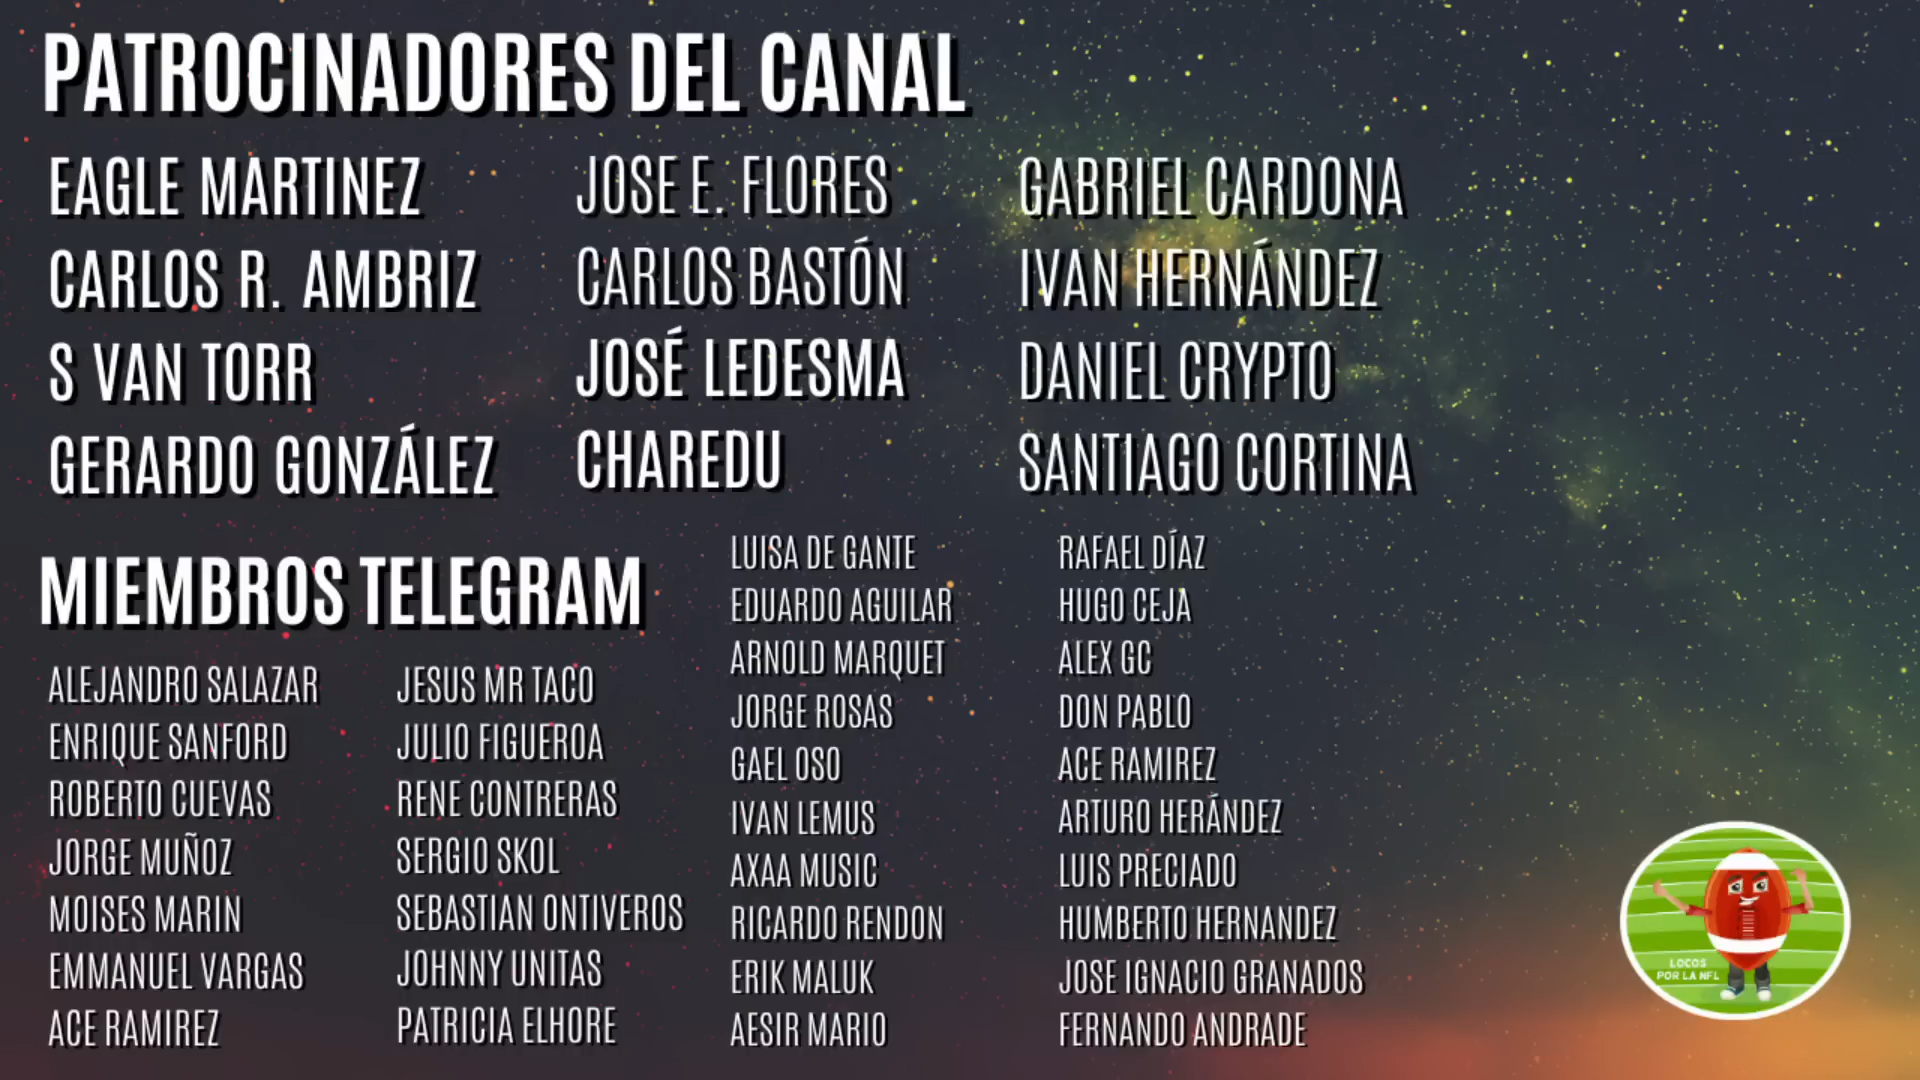 PATROCINADORES DEL CANAL
EAGLE MARTINEZ
CARLOS R. AMBRIZ
S VAN TORR
GERARDO GONZÁLEZ
JOSE E. FLORES
CARLOS BASTÓN
JOSÉ LEDESMA
CHAREDU
GABRIEL CARDONA
IVAN HERNÁNDEZ
DANIEL CRYPTO
SANTIAGO CORTINA
MIEMBROS TELEGRAM
ALEJANDRO SALAZAR
ENRIQUE SANFORD
ROBERTO CUEVAS
JORGE MUÑOZ
MOISES MARIN
EMMANUEL VARGAS
ACE RAMIREZ
JESUS MR TACO
JULIO FIGUEROA
RENE CONTRERAS
SERGIO SKOL
SEBASTIAN ONTIVEROS
JOHNNY UNITAS
PATRICIA ELHORE
LUISA DE GANTE
EDUARDO AGUILAR
ARNOLD MARQUET
JORGE ROSAS
GAEL OSO
IVAN LEMUS
AXAA MUSIC
RICARDO RENDON
ERIK MALUK
AESIR MARIO
RAFAEL DÍAZ
HUGO CEJA
ALEX GC
DON PABLO
ACE RAMIREZ
ARTURO HERÁNDEZ
LUIS PRECIADO
HUMBERTO HERNANDEZ
JOSE IGNACIO GRANADOS
FERNANDO ANDRADE
LOCOS
POR LA NFL